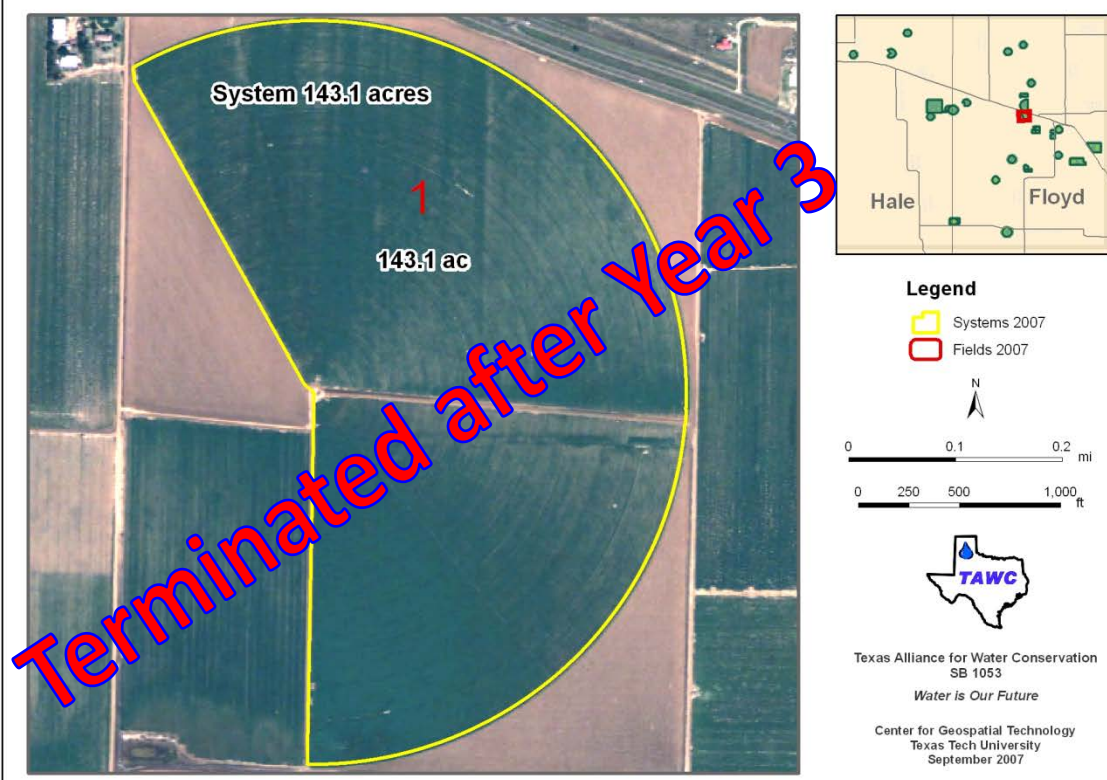 System 143.1 acres
1
143.1 ac
Terminated after Year 3
Hale
Floyd
Legend
Systems 2007
Fields 2007
N
0 0.1 0.2 mi
0 250 500 1,000 ft
TAWC
Texas Alliance for Water Conservation
SB 1053
Water is Our Future
Center for Geospatial Technology
Texas Tech University
September 2007